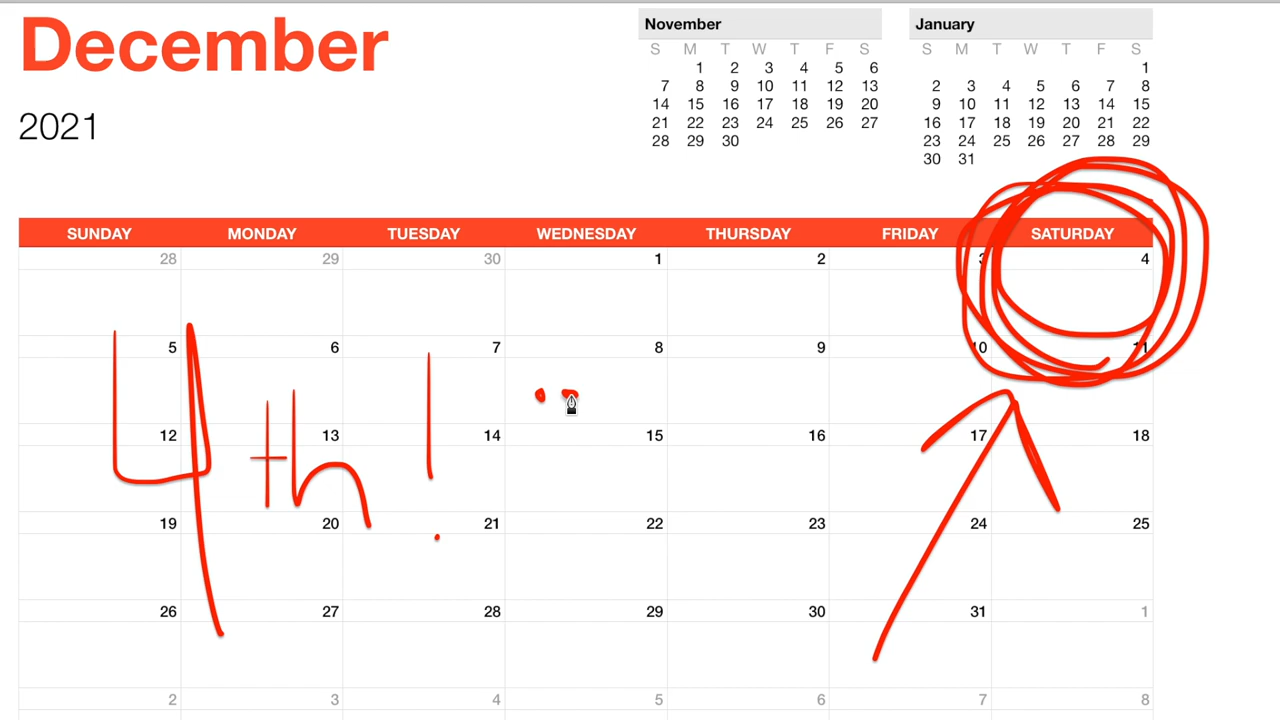 December
2021
November
S M T W T F S
1 2 3 4 5 6
7 8 9 10 11 12 13
14 15 16 17 18 19 20
21 22 23 24 25 26 27
28 29 30
January
S M T W T F S
1
2 3 4 5 6 7 8
9 10 11 12 13 14 15
16 17 18 19 20 21 22
23 24 25 26 27 28 29
30 31
SUNDAY MONDAY TUESDAY WEDNESDAY THURSDAY FRIDAY SATURDAY
28 29 30 1 2 3 4
5 6 7 8 9 10 11
4th!
12 13 14 15 16 17 18
19 20 21 22 23 24 25
26 27 28 29 30 31 1
2 3 4 5 6 7 8